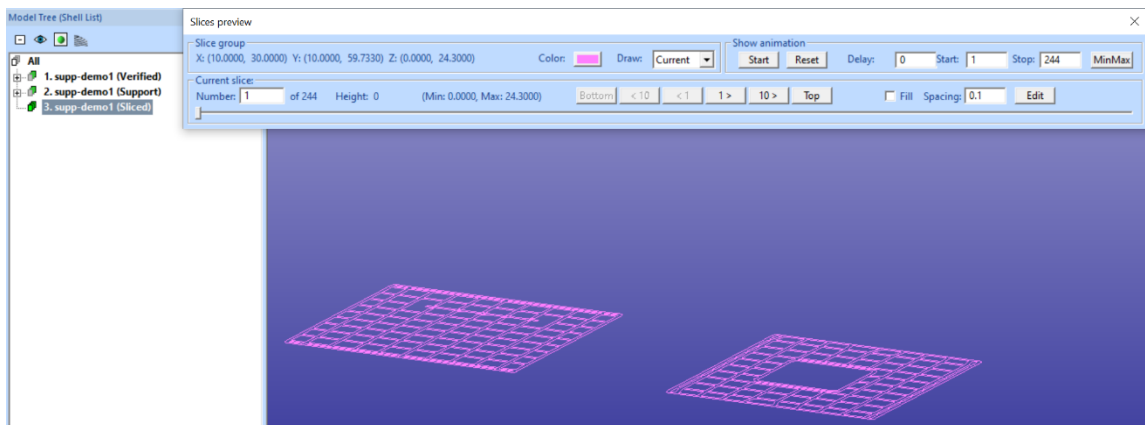 Model Tree (Shell List)
All
1. supp-demo1 (Verified)
2. supp-demo1 (Support)
3. supp-demo1 (Sliced)
Slices preview
Slice group
X: (10.0000, 30.0000) Y: (10.0000, 59.7330) Z: (0.0000, 24.3000) Color: Draw: Current
Show animation
Start Reset Delay: 0 Start: 1 Stop: 244 MinMax
Current slice:
Number: 1 of 244 Height: 0 (Min: 0.0000, Max: 24.3000) Bottom < 10 < 1 1 > 10 > Top Fill Spacing: 0.1 Edit